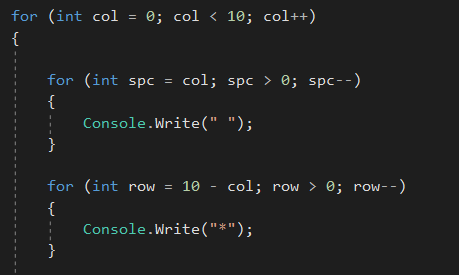 for (int col = 0; col < 10; col++)
{
for (int spc = col; spc > 0; spc--)
{
Console.Write(" ");
}
for (int row = 10 - col; row > 0; row--)
{
Console.Write("*");
}